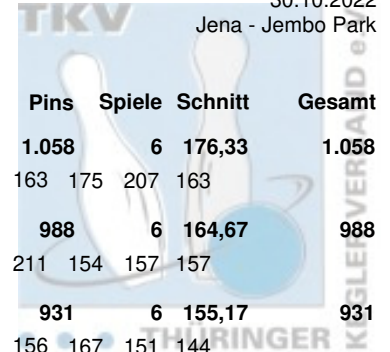 30.10.2022
Jena - Jembo Park
TKV
Pins Spiele Schnitt Gesamt
1.058 6 176,33 1.058
163 175 207 163
988 6 164,67 988
211 154 157 157
931 6 155,17 931
156 167 151 144
THÜRINGER
KEGLERVERBAND e.V.